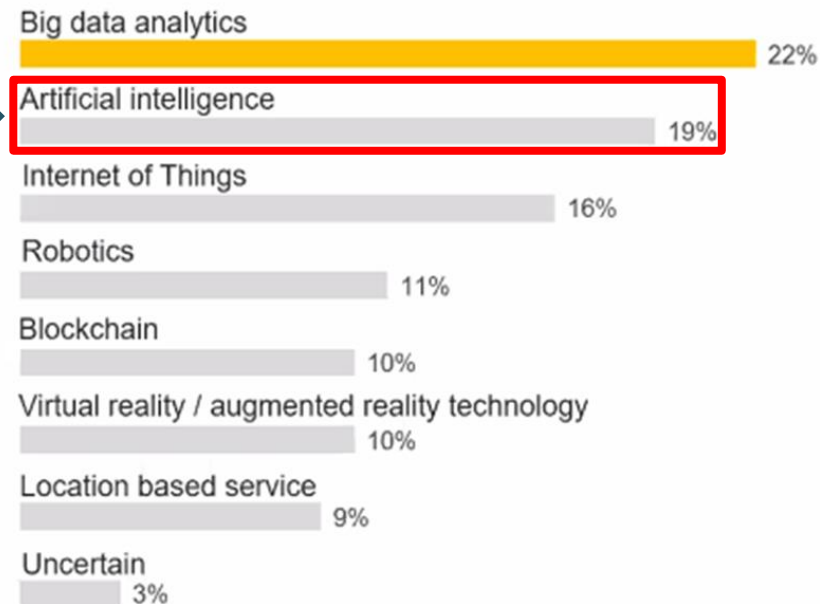 Big data analytics
22%
Artificial intelligence
19%
Internet of Things
16%
Robotics
11%
Blockchain
10%
Virtual reality / augmented reality technology
10%
Location based service
9%
Uncertain
3%